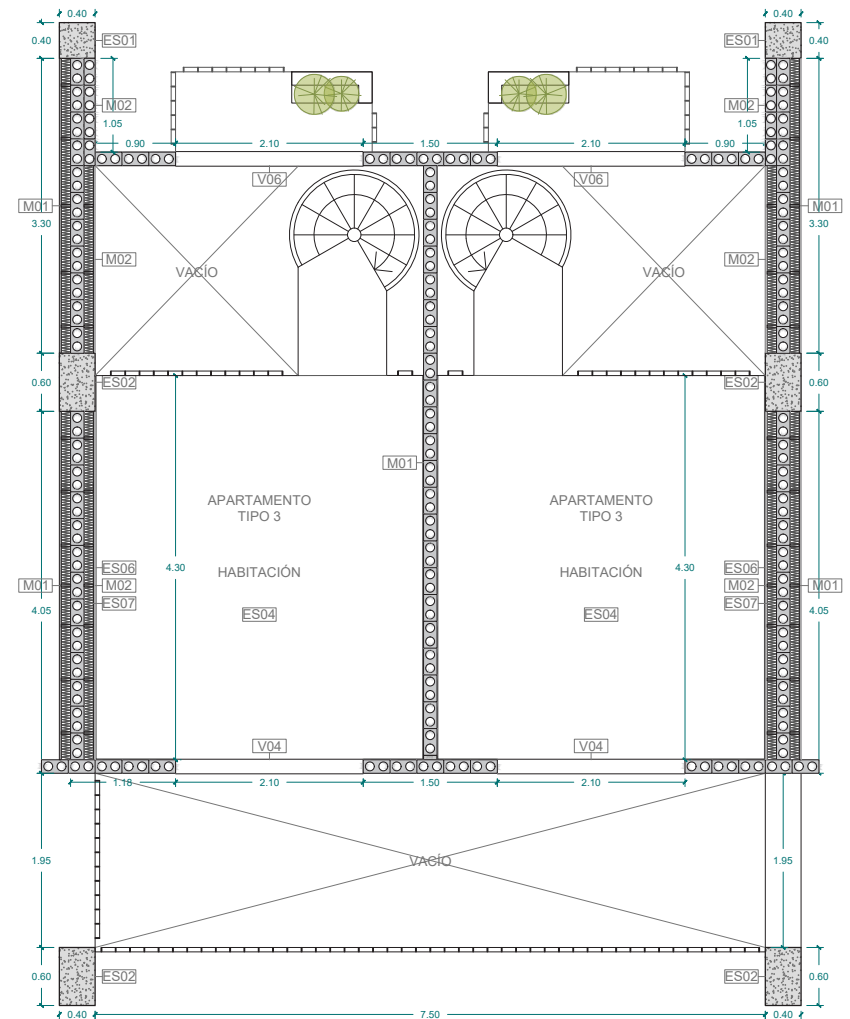 0.40 0.40
0.40 ES01 ES01 0.40
M02 M02
1.05 1.05
0.90 2.10 1.50 2.10 0.90
V06 V06
M01 M01
3.30 3.30
M02 M02
VACÍO VACÍO
0.60 ES02 ES02 0.60
M01
APARTAMENTO APARTAMENTO
TIPO 3 TIPO 3
ES06 4.30 HABITACIÓN HABITACIÓN 4.30 ES06
M01 M02 M02 M01
4.05 ES07 ES07 4.05
ES04 ES04
V04 V04
1.18 2.10 1.50 2.10
1.95 VACÍO 1.95
0.60 ES02 ES02 0.60
0.40 7.50 0.40